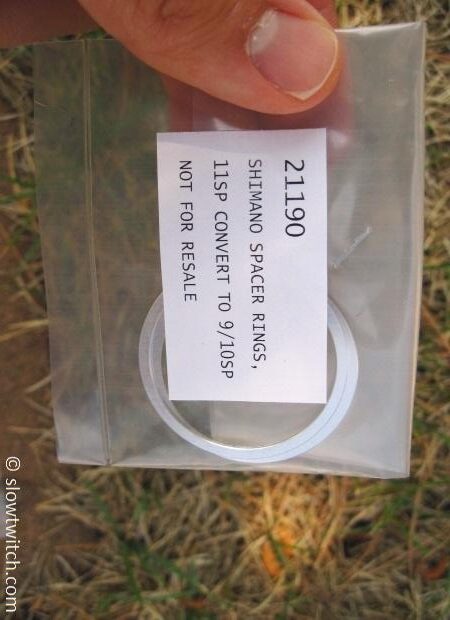 21190
SHIMANO SPACER RINGS,
11SP CONVERT TO 9/10SP
NOT FOR RESALE
© slowtwitch.com